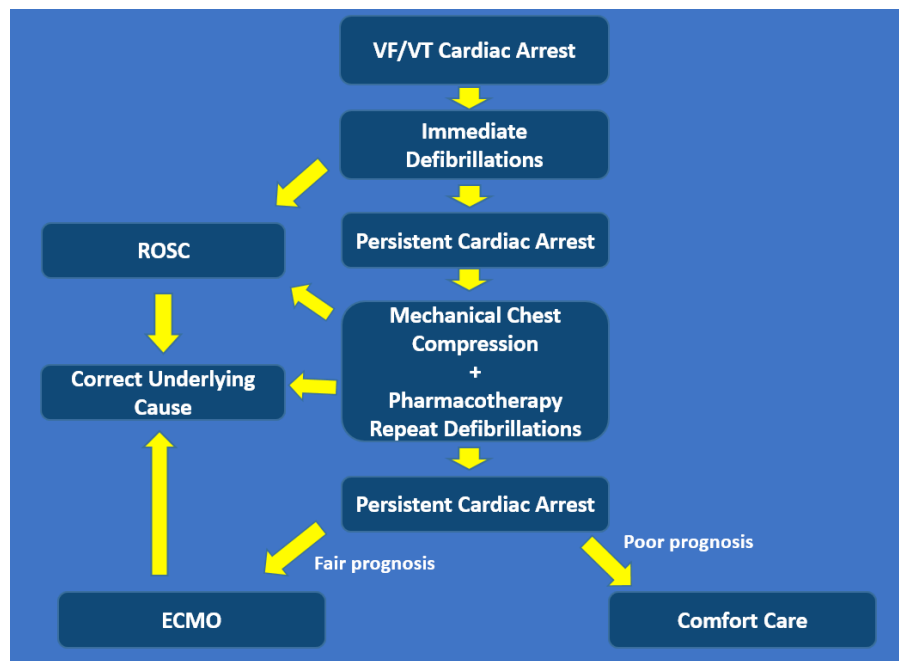 VF/VT Cardiac Arrest
Immediate
Defibrillations
ROSC
Persistent Cardiac Arrest
Mechanical Chest
Compression
+
Pharmacotherapy
Repeat Defibrillations
Correct Underlying
Cause
Persistent Cardiac Arrest
Fair prognosis
Poor prognosis
ECMO
Comfort Care